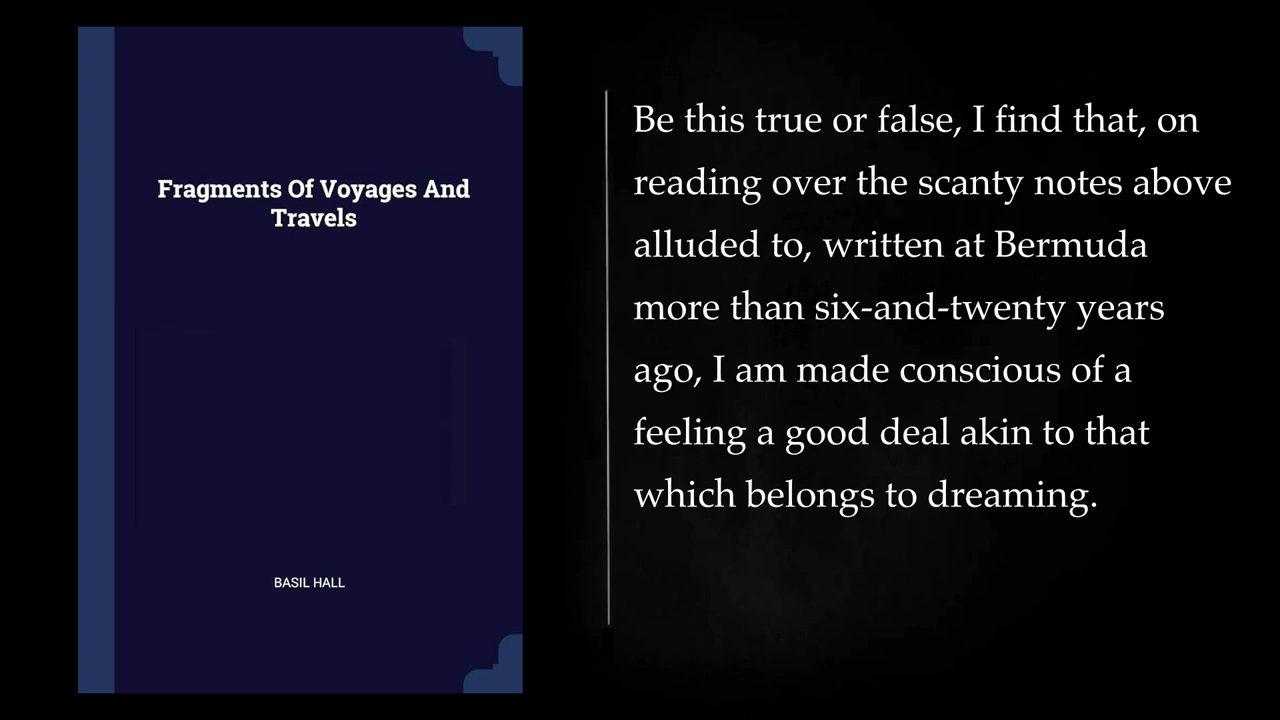 Fragments Of Voyages And
Travels
BASIL HALL
Be this true or false, I find that, on
reading over the scanty notes above
alluded to, written at Bermuda
more than six-and-twenty years
ago, I am made conscious of a
feeling a good deal akin to that
which belongs to dreaming.